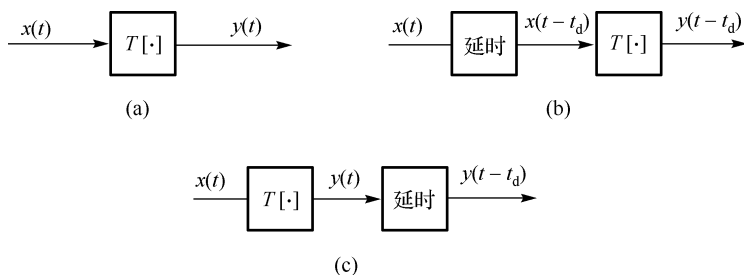 x(t) T[·] y(t)
(a)
x(t) 延时 x(t−t_d) T[·] y(t−t_d)
(b)
x(t) T[·] y(t) 延时 y(t−t_d)
(c)